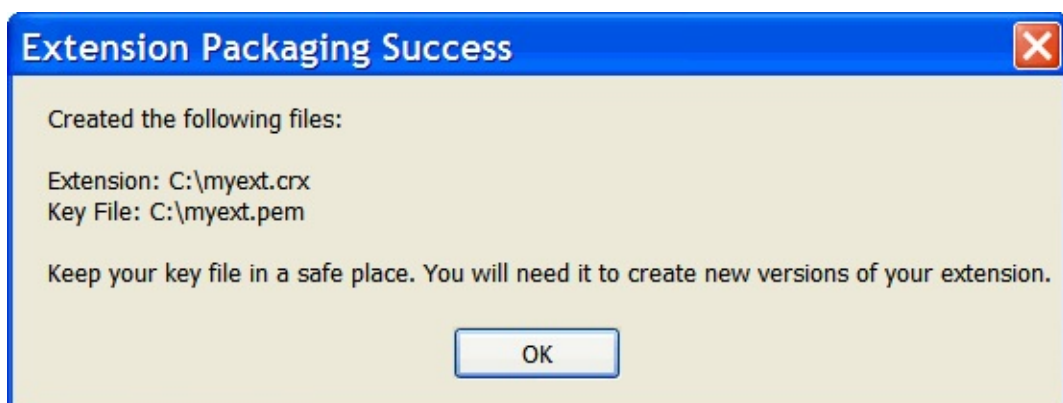 Extension Packaging Success
Created the following files:
Extension: C:\myext.crx
Key File: C:\myext.pem
Keep your key file in a safe place. You will need it to create new versions of your extension.
OK